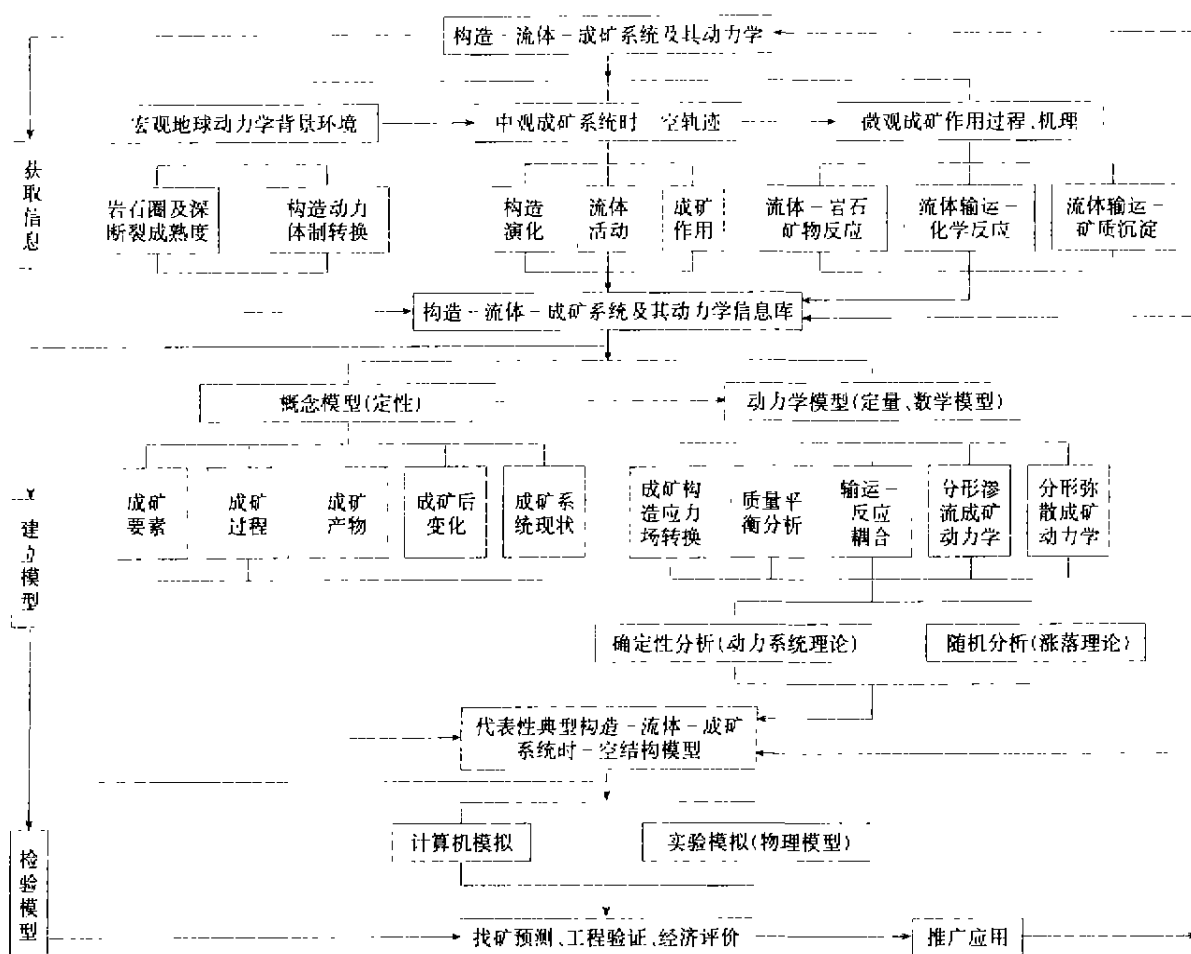 构造-流体-成矿系统及其动力学
宏观地球动力学背景环境
中观成矿系统时 空轨迹
微观成矿作用过程、机理
获取信息
岩石圈及深
断裂成熟度
构造动力
体制转换
构造
演化
流体
活动
成矿
作用
流体-岩石
矿物反应
流体输运-
化学反应
流体输运-
矿质沉淀
构造-流体-成矿系统及其动力学信息库
概念模型(定性)
动力学模型(定量、数学模型)
建立模型
成矿
要素
成矿
过程
成矿
产物
成矿后
变化
成矿系
统现状
成矿构
造应力
场转换
质量平
衡分析
输运-
反应
耦合
分形渗
流成矿
动力学
分形弥
散成矿
动力学
确定性分析(动力系统理论)
随机分析(涨落理论)
代表性典型构造-流体-成矿
系统时-空结构模型
计算机模拟
实验模拟(物理模型)
检验模型
找矿预测、工程验证、经济评价
推广应用